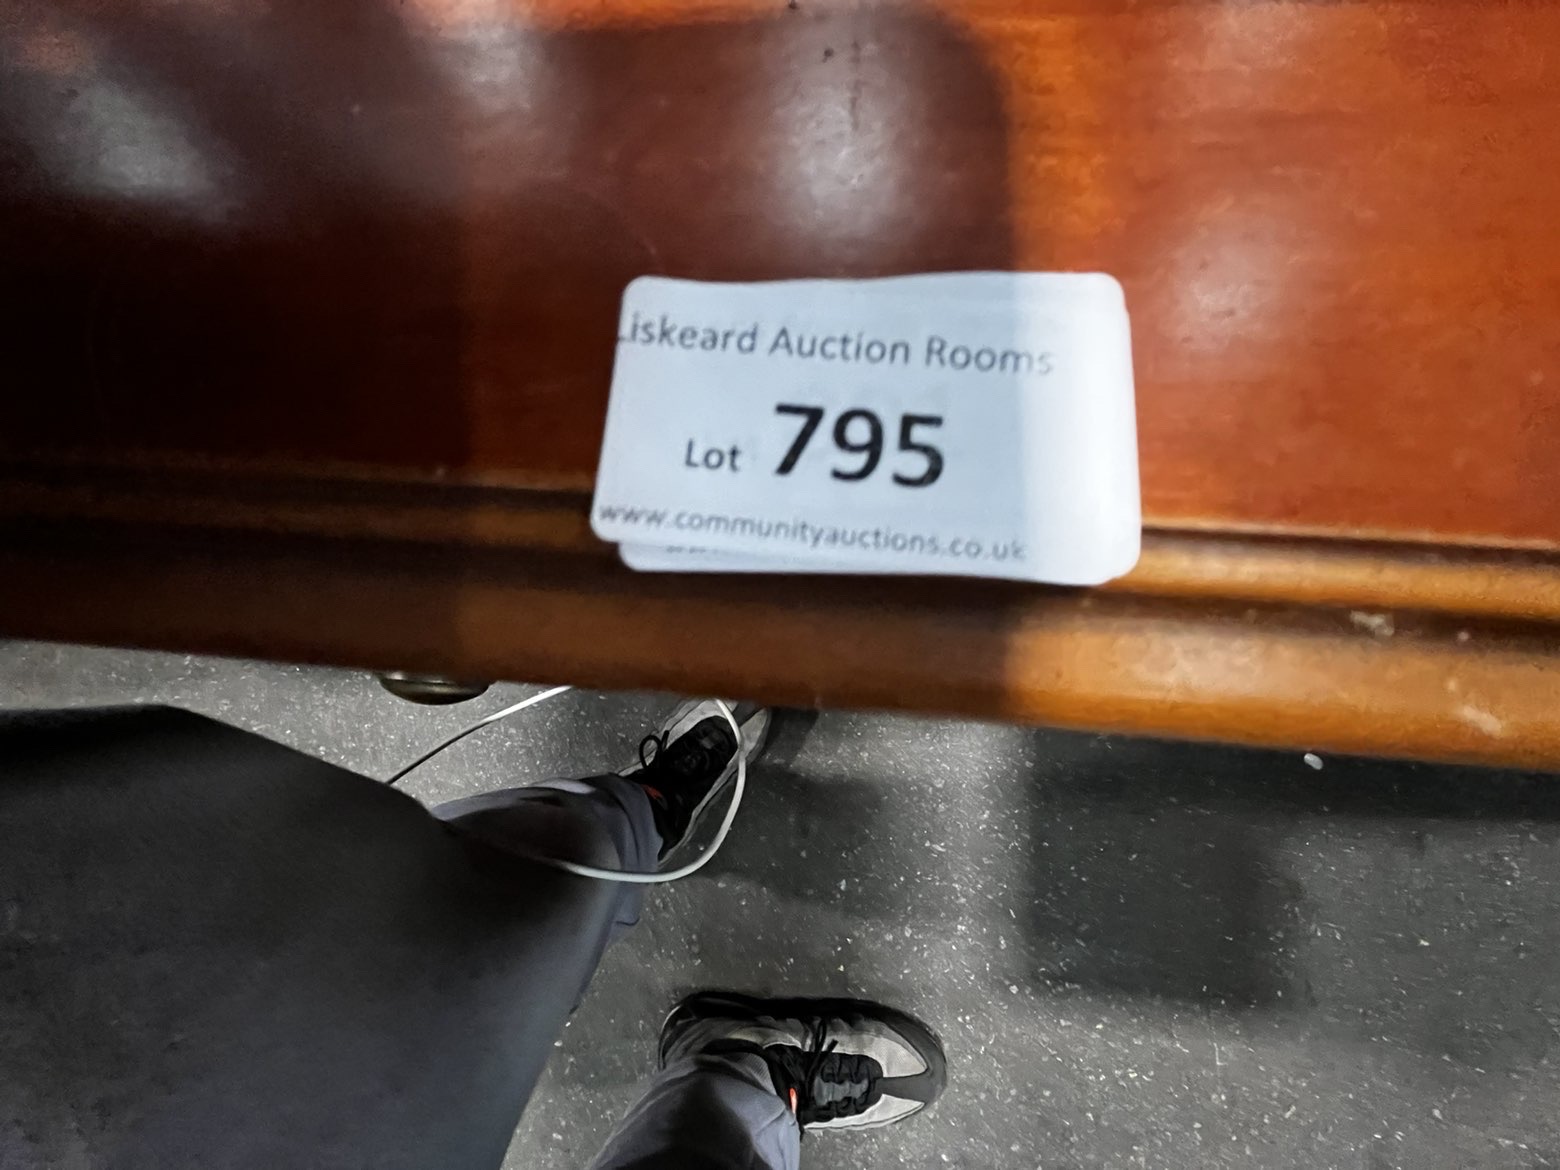 Liskeard Auction Rooms
Lot 795
www.communityauctions.co.uk